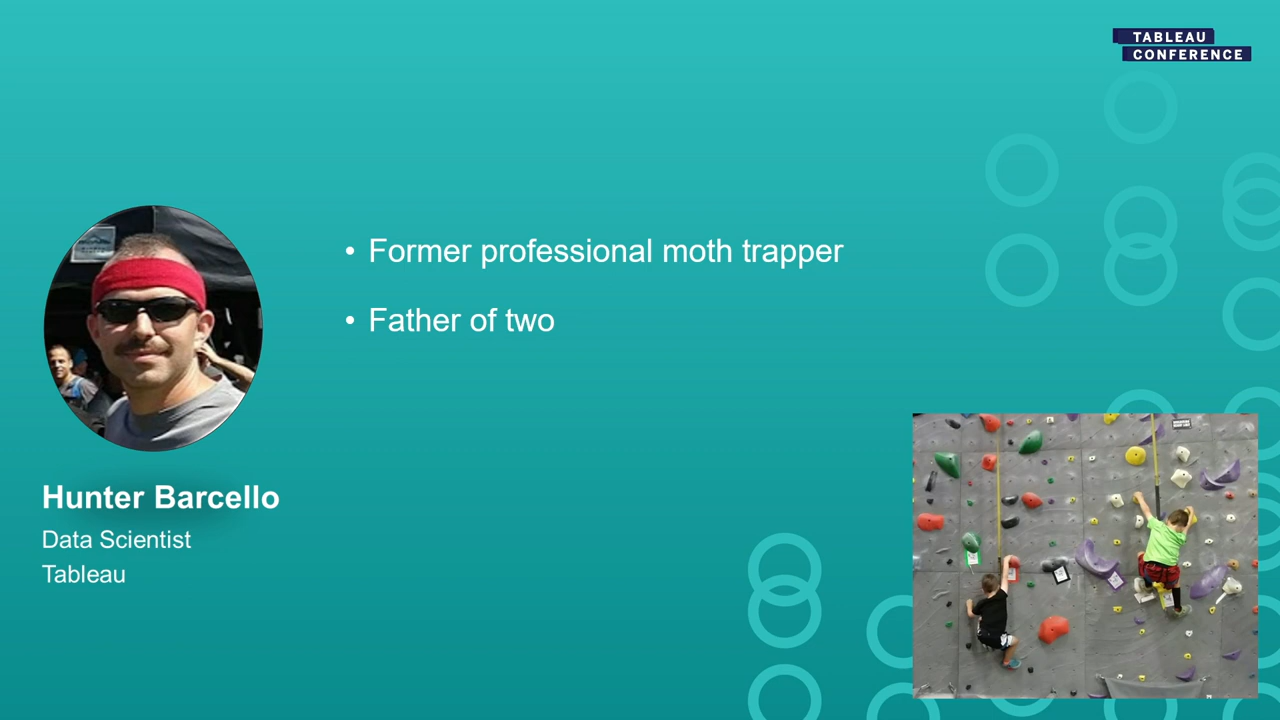 TABLEAU
CONFERENCE
• Former professional moth trapper
• Father of two
Hunter Barcello
Data Scientist
Tableau